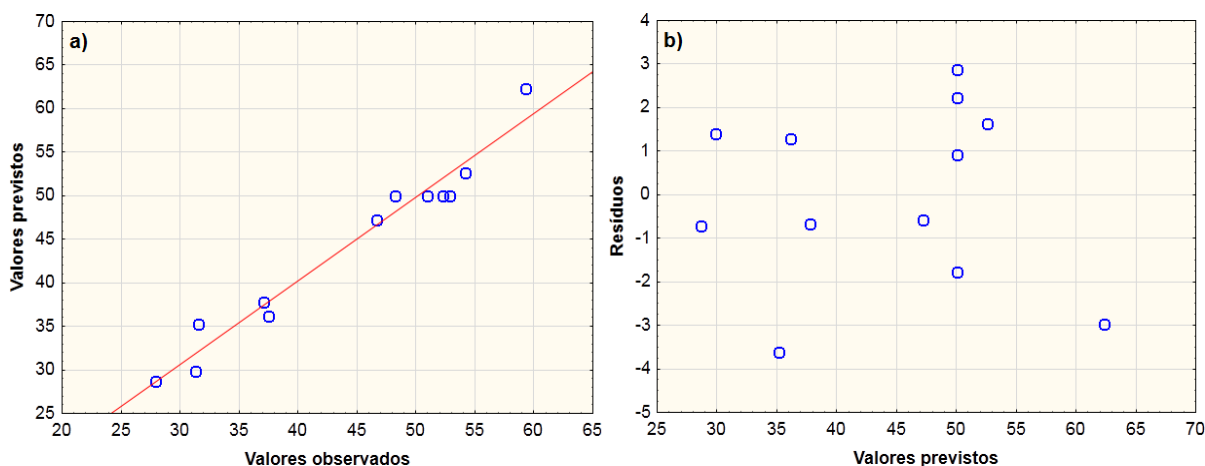 a)
70
65
60
55
50
45
40
35
30
25
Valores previstos
20 25 30 35 40 45 50 55 60 65
Valores observados
b)
4
3
2
1
0
-1
-2
-3
-4
-5
Resíduos
25 30 35 40 45 50 55 60 65 70
Valores previstos